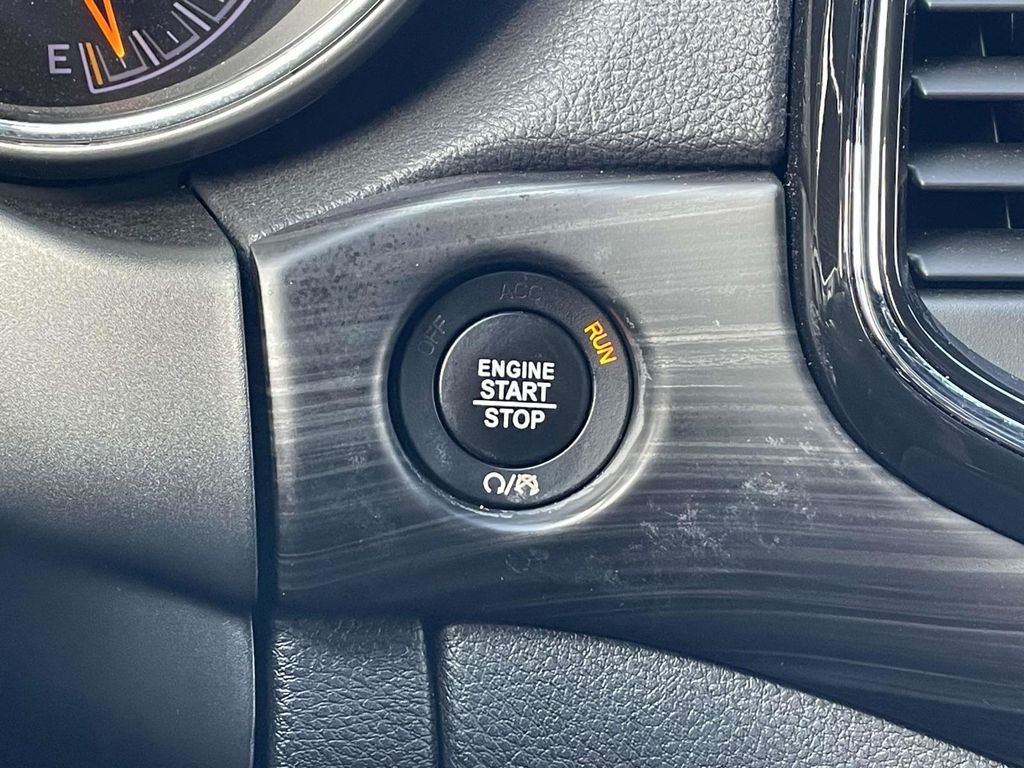 E
ACC
OFF
RUN
ENGINE
START
STOP